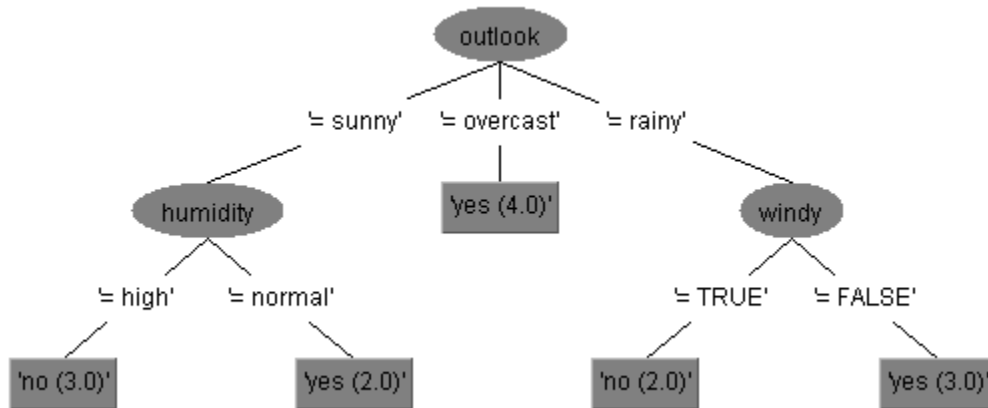 outlook
'= sunny' '= overcast' '= rainy'
humidity 'yes (4.0)' windy
'= high' '= normal' '= TRUE' '= FALSE'
'no (3.0)' 'yes (2.0)' 'no (2.0)' 'yes (3.0)'